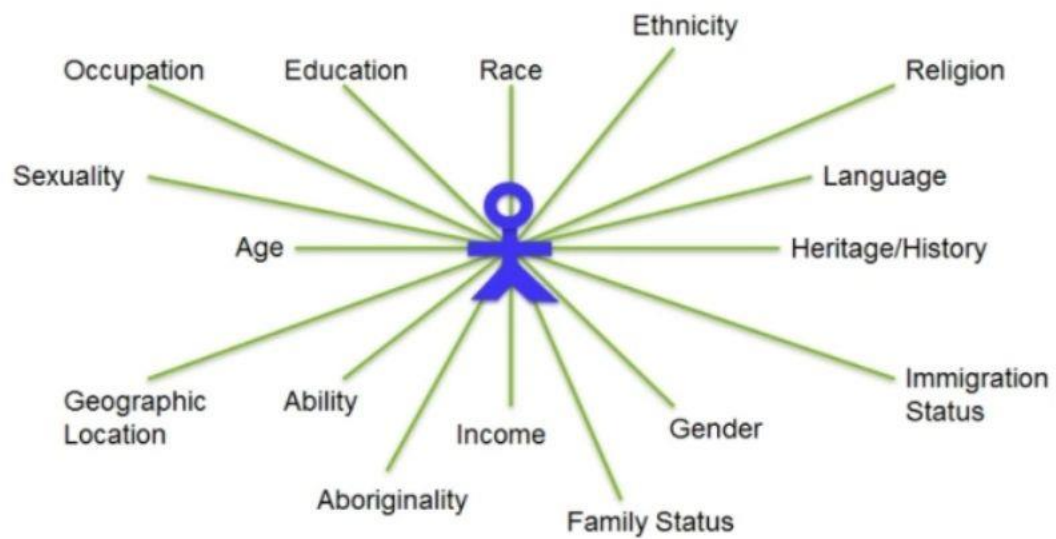 Ethnicity
Occupation
Education
Race
Religion
Sexuality
Language
Age
Heritage/History
Geographic
Location
Ability
Income
Gender
Immigration
Status
Aboriginality
Family Status